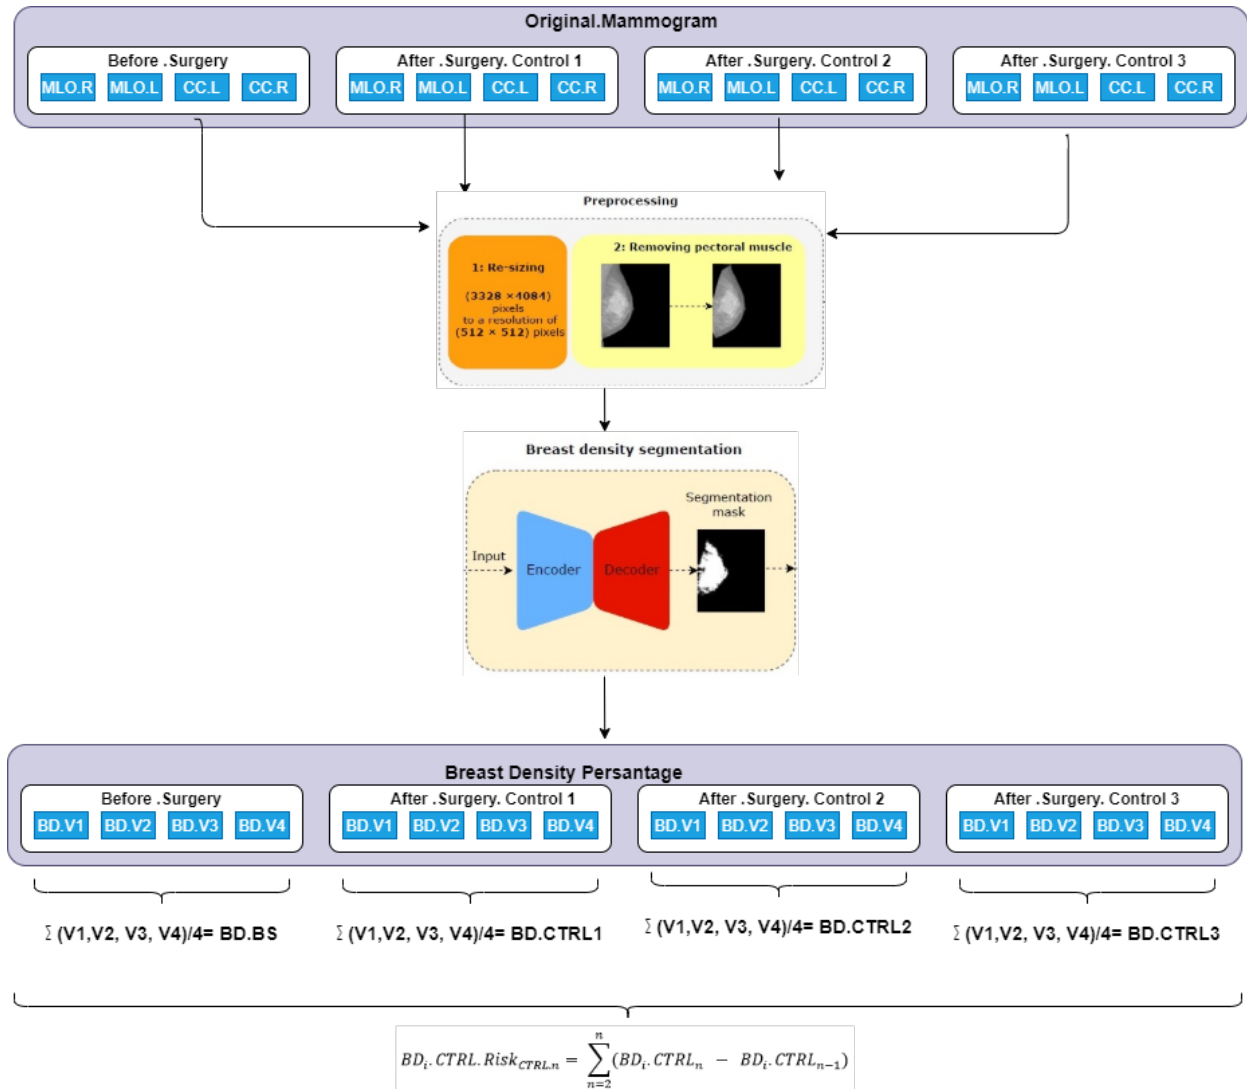 Original.Mammogram
Before .Surgery
MLO.R MLO.L CC.L CC.R
After .Surgery. Control 1
MLO.R MLO.L CC.L CC.R
After .Surgery. Control 2
MLO.R MLO.L CC.L CC.R
After .Surgery. Control 3
MLO.R MLO.L CC.L CC.R
Preprocessing
1: Re-sizing
(3328 ×4084)
pixels
to a resolution of
(512 × 512) pixels
2: Removing pectoral muscle
Breast density segmentation
Input
Encoder
Decoder
Segmentation
mask
Breast Density Persantage
Before .Surgery
BD.V1 BD.V2 BD.V3 BD.V4
After .Surgery. Control 1
BD.V1 BD.V2 BD.V3 BD.V4
After .Surgery. Control 2
BD.V1 BD.V2 BD.V3 BD.V4
After .Surgery. Control 3
BD.V1 BD.V2 BD.V3 BD.V4
∑ (V1,V2, V3, V4)/4= BD.BS
∑ (V1,V2, V3, V4)/4= BD.CTRL1
∑ (V1,V2, V3, V4)/4= BD.CTRL2
∑ (V1,V2, V3, V4)/4= BD.CTRL3
BD_i.CTRL.Risk_{CTRL.n} = \sum_{n=2}^{n}(BD_i.CTRL_n − BD_i.CTRL_{n−1})